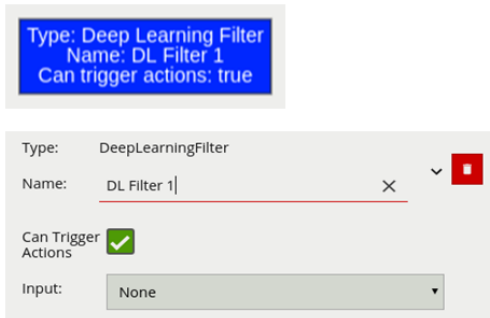 Type: Deep Learning Filter
Name: DL Filter 1
Can trigger actions: true
Type: DeepLearningFilter
Name: DL Filter 1
Can Trigger
Actions
Input: None